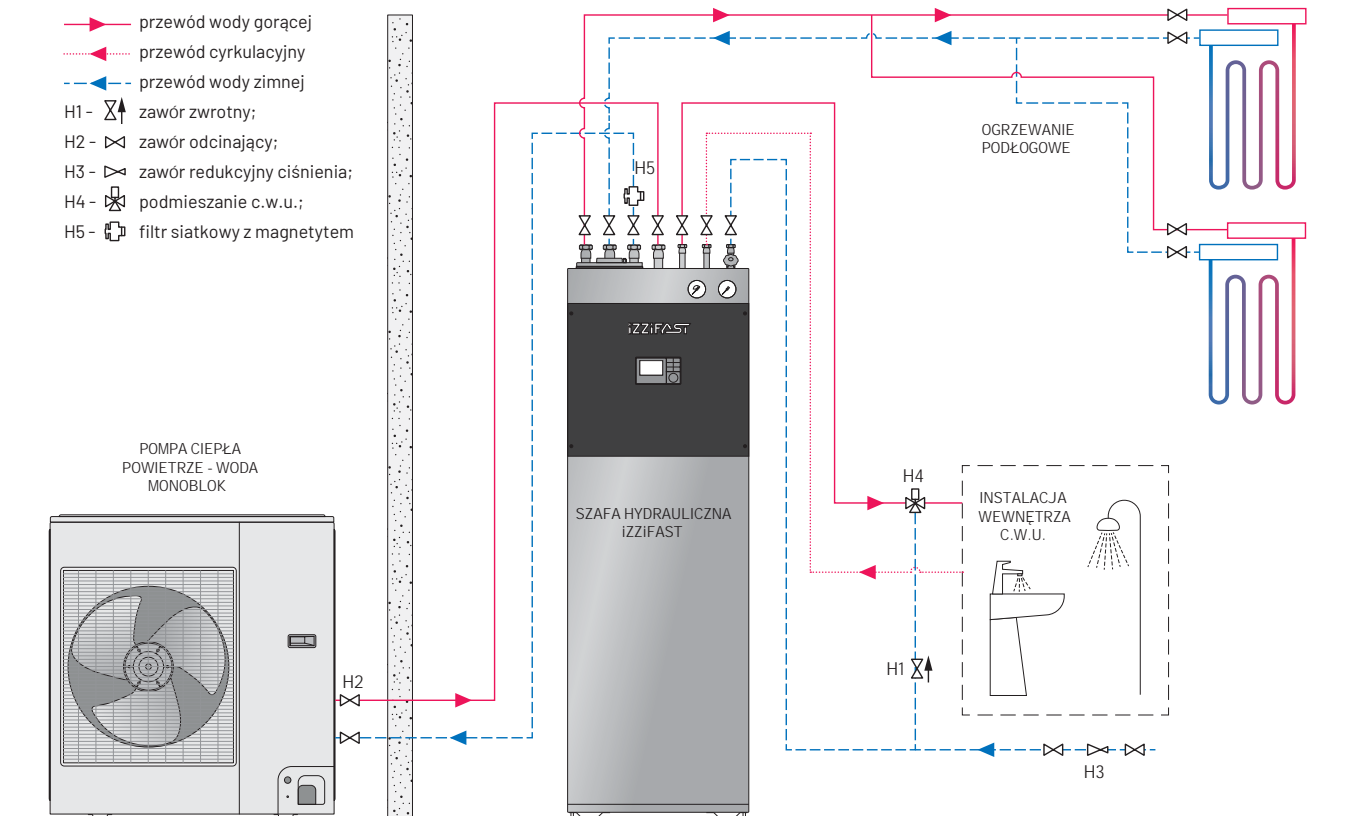 przewód wody gorącej
przewód cyrkulacyjny
przewód wody zimnej
H1 - zawór zwrotny;
H2 - zawór odcinający;
H3 - zawór redukcyjny ciśnienia;
H4 - podmieszanie c.w.u.;
H5 - filtr siatkowy z magnetytem
OGRZEWANIE
PODŁOGOWE
H5
iZZiFAST
POMPA CIEPŁA
POWIETRZE - WODA
MONOBLOK
SZAFA HYDRAULICZNA
iZZiFAST
H4
INSTALACJA
WEWNĘTRZA
C.W.U.
H1
H2
H3